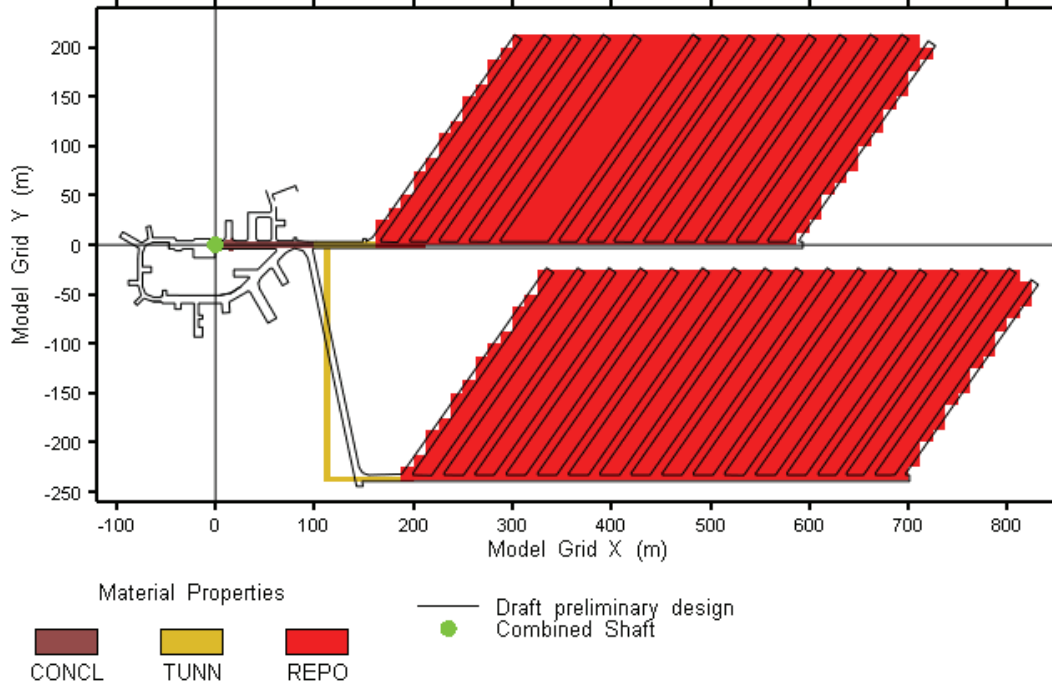 200
150
100
50
0
-50
-100
-150
-200
-250
Model Grid Y (m)
-100 0 100 200 300 400 500 600 700 800
Model Grid X (m)
Material Properties
CONCL TUNN REPO
Draft preliminary design
Combined Shaft